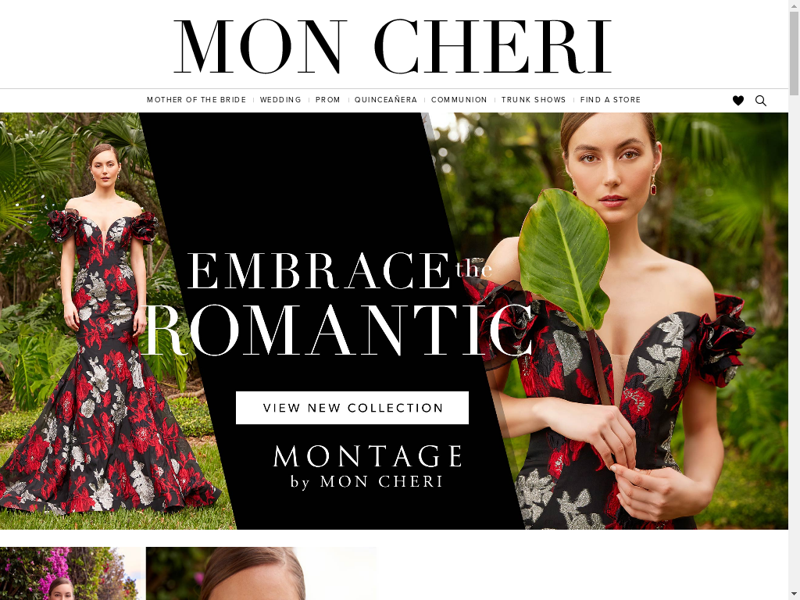 MON CHERI
MOTHER OF THE BRIDE
WEDDING
PROM
QUINCEAÑERA
COMMUNION
TRUNK SHOWS
FIND A STORE
EMBRACE the
ROMANTIC
VIEW NEW COLLECTION
MONTAGE
by MON CHERI